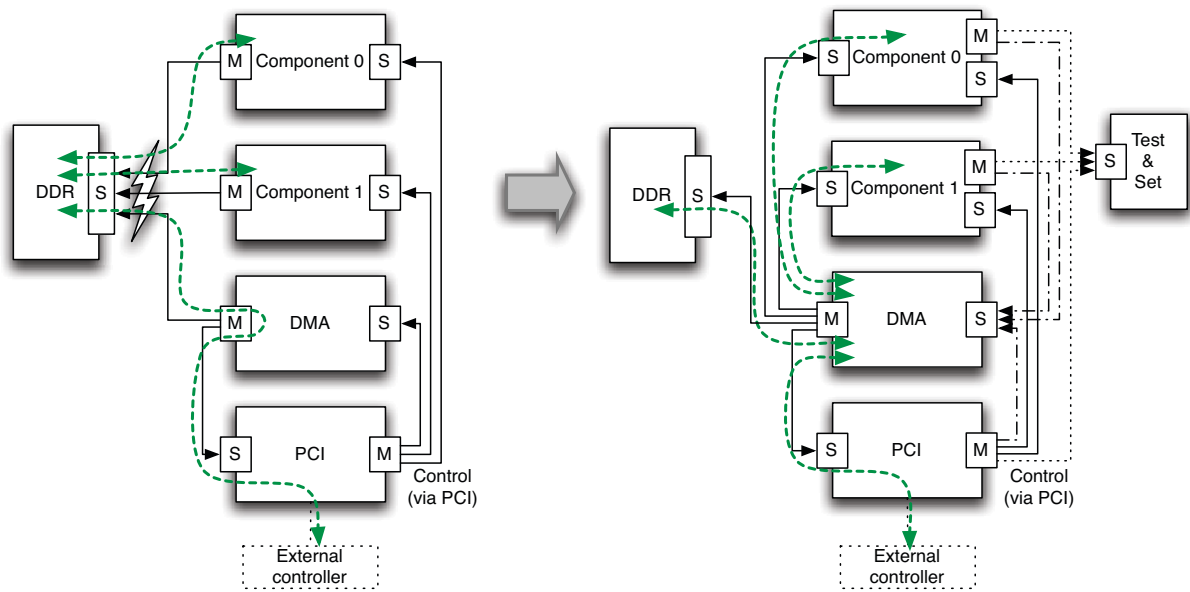 M
Component 0
S
DDR
S
M
Component 1
S
M
DMA
S
S
PCI
M
Control
(via PCI)
External
controller
S
Component 0
M
S
DDR
S
S
Component 1
M
S
S
Test
&
Set
M
DMA
S
S
PCI
M
Control
(via PCI)
External
controller